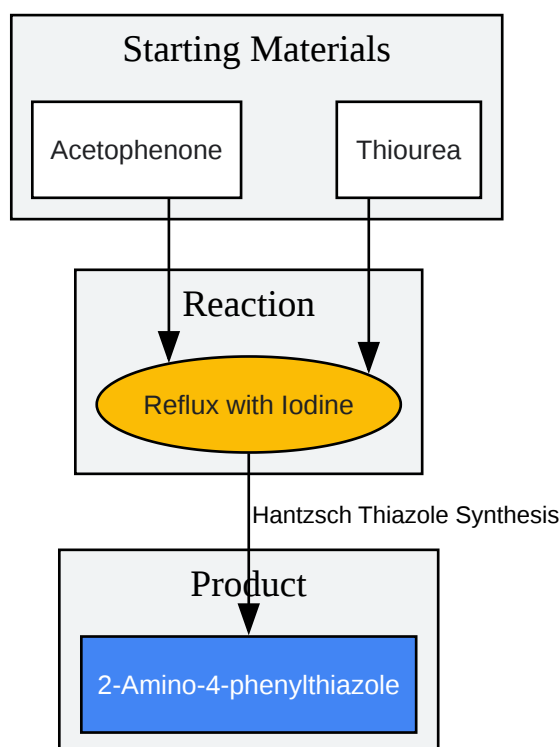 Starting Materials
Acetophenone
Thiourea
Reaction
Reflux with Iodine
Hantzsch Thiazole Synthesis
Product
2-Amino-4-phenylthiazole